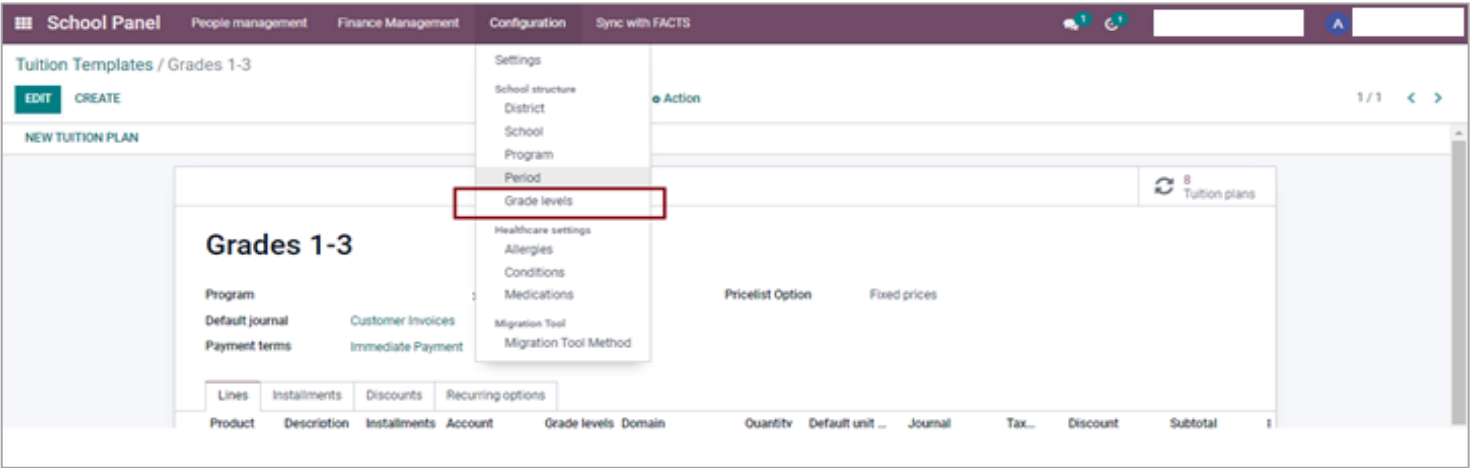 School Panel People management Finance Management Configuration Sync with FACTS 1 1 A
Tuition Templates / Grades 1-3
EDIT CREATE Action 1 / 1
NEW TUITION PLAN
Settings
School structure
District
School
Program
Period
Grade levels
Healthcare settings
Allergies
Conditions
Medications
Migration Tool
Migration Tool Method
8
Tuition plans
Grades 1-3
Program Pricelist Option Fixed prices
Default journal Customer Invoices
Payment terms Immediate Payment
Lines Installments Discounts Recurring options
Product Description Installments Account Grade levels Domain Quantity Default unit ... Journal Tax... Discount Subtotal